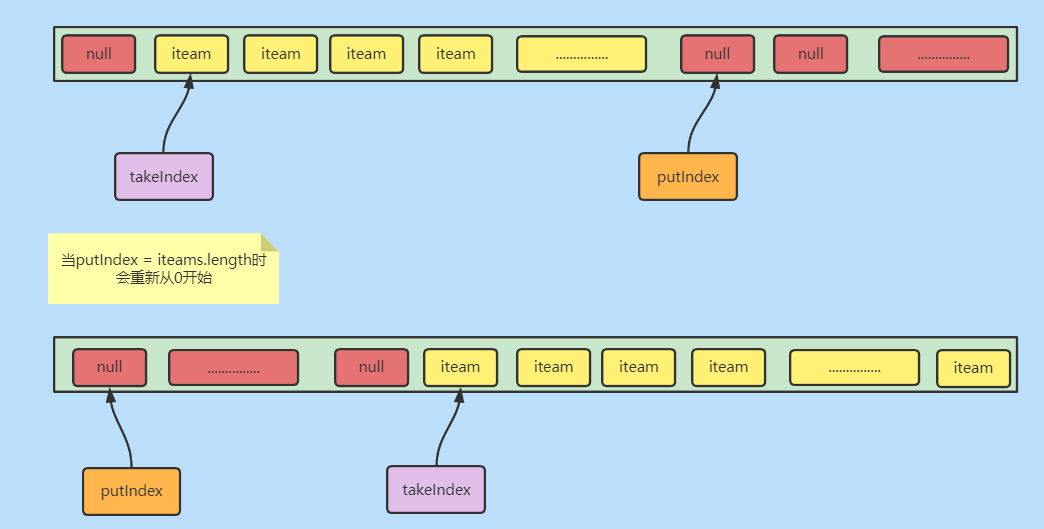 null iteam iteam iteam iteam ............... null null ...............
takeIndex putIndex
当putIndex = iteams.length时
会重新从0开始
null ............... null iteam iteam iteam iteam ............... iteam
putIndex takeIndex